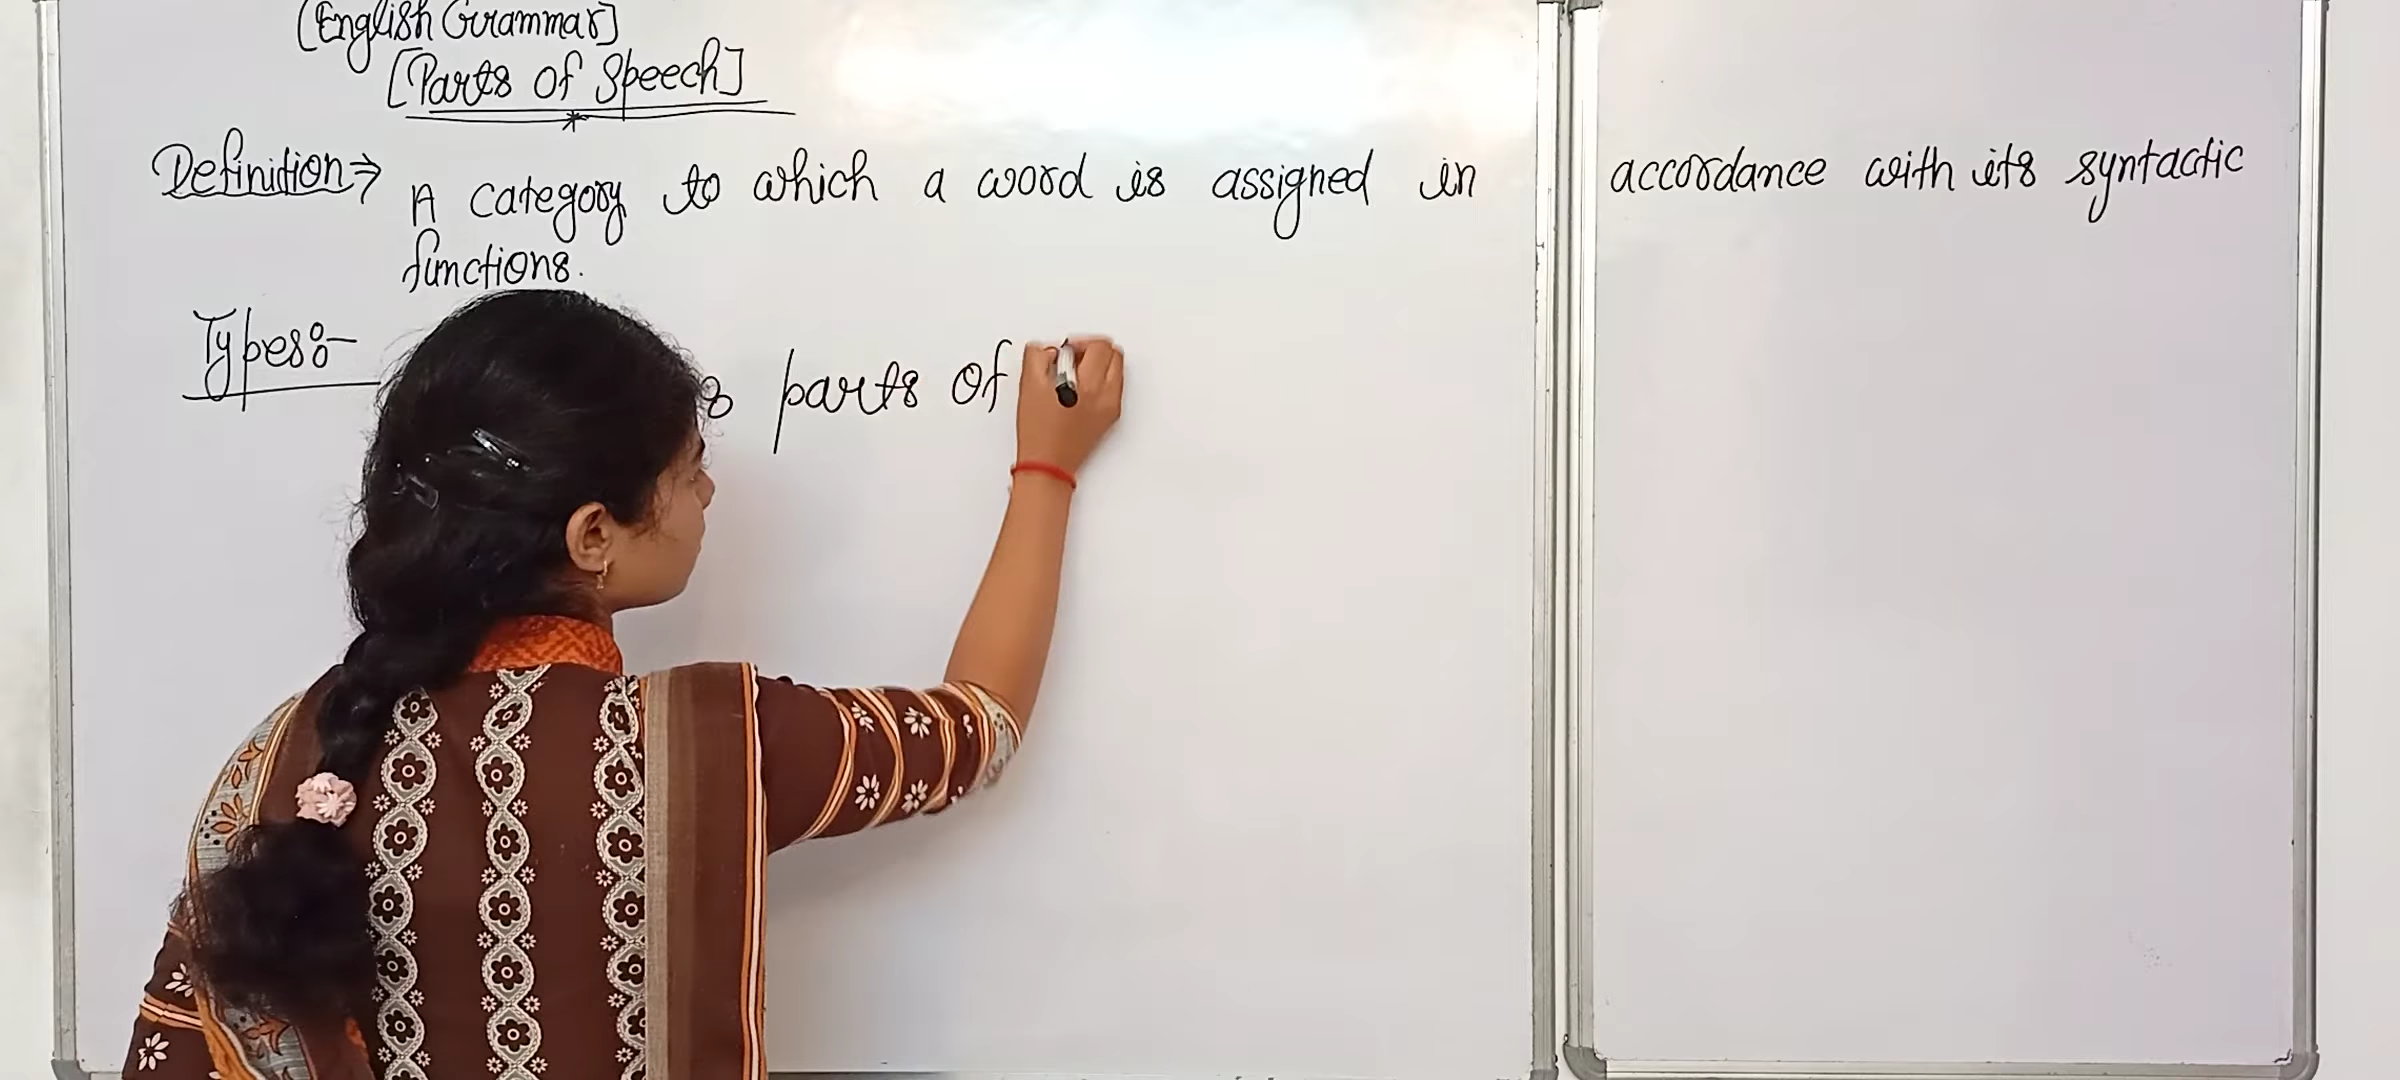 [English Grammar]
[Parts of Speech]
Definition⇒ A category to which a word is assigned in accordance with its syntactic
functions.
Types:- 8 parts of